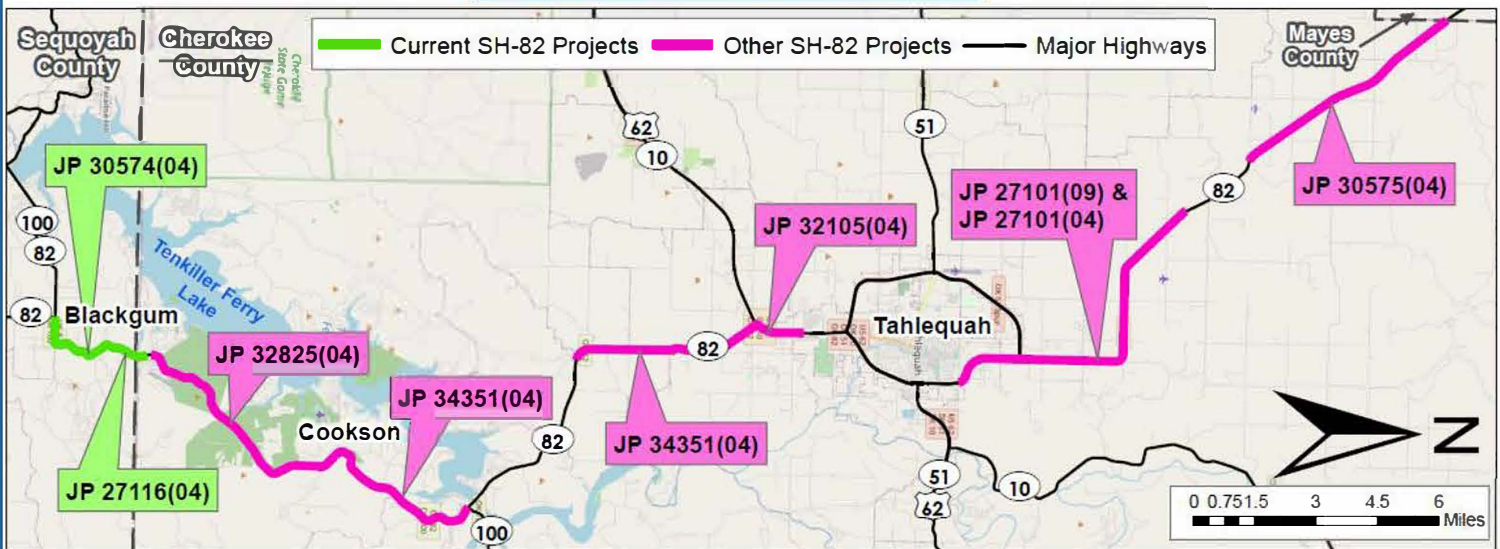 Current SH-82 Projects
Other SH-82 Projects
Major Highways
Sequoyah
County
Cherokee
County
Cherokee
State Game
Mayes
County
62
10
51
JP 30574(04)
JP 27101(09) &
JP 27101(04)
82
JP 30575(04)
100
82
JP 32105(04)
Tenkiller Ferry
Lake
82
Blackgum
Tahlequah
JP 32825(04)
82
JP 34351(04)
Cookson
82
JP 34351(04)
JP 27116(04)
100
51
62
10
N
0 0.75 1.5 3 4.5 6
Miles